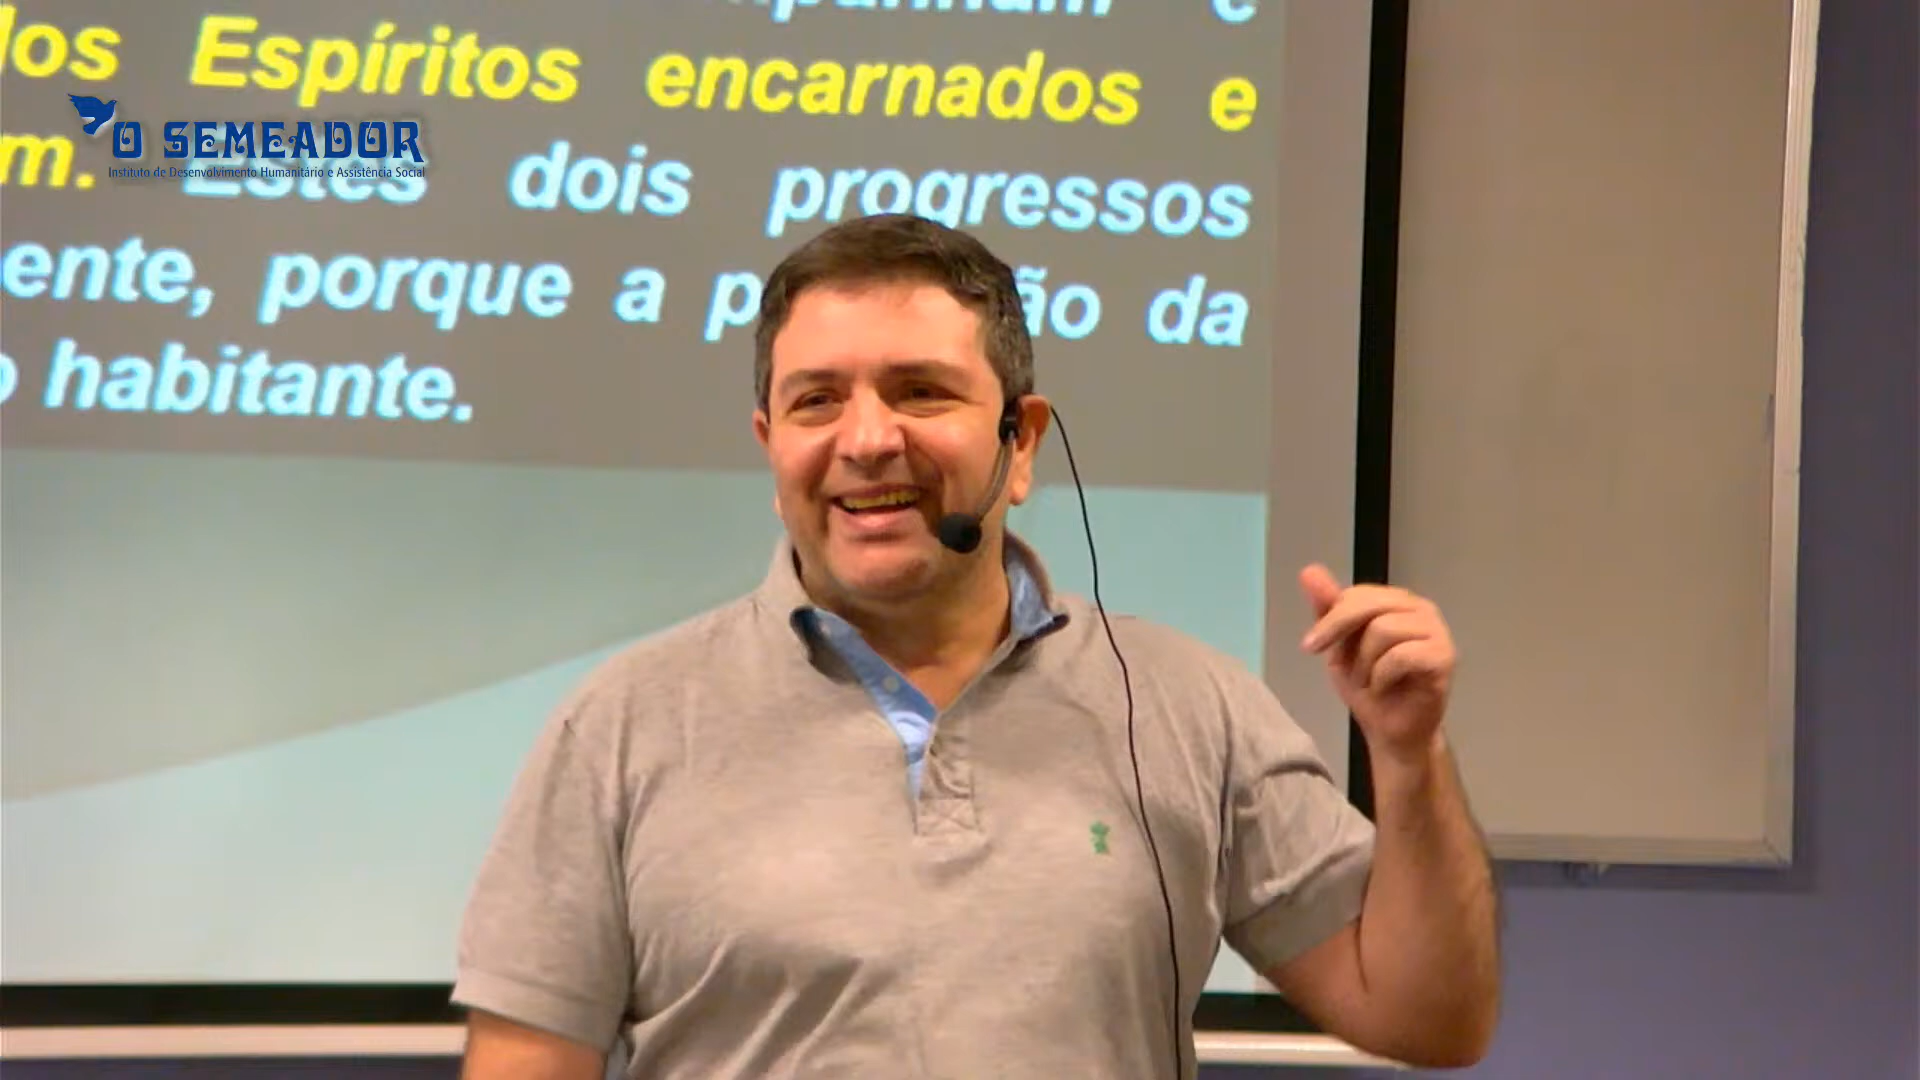 e
los Espíritos encarnados e
O SEMEADOR
m. Estes dois progressos
Instituto de Desenvolvimento Humanitário e Assistência Social
ente, porque a p ão da
o habitante.